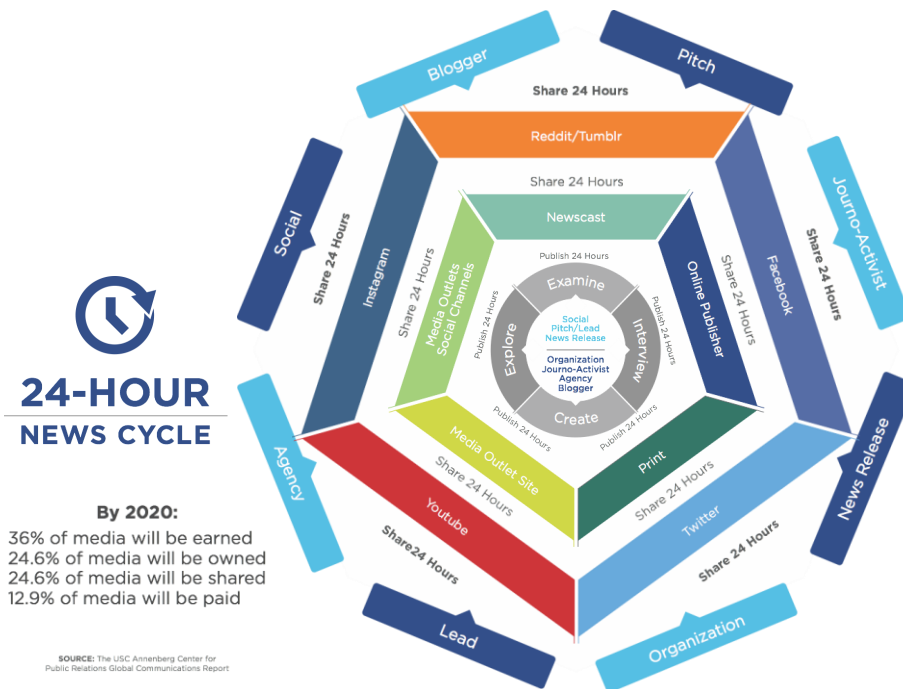 24-HOUR
NEWS CYCLE
By 2020:
36% of media will be earned
24.6% of media will be owned
24.6% of media will be shared
12.9% of media will be paid
SOURCE: The USC Annenberg Center for
Public Relations Global Communications Report
Blogger
Pitch
Journo-Activist
News Release
Organization
Lead
Agency
Social
Share 24 Hours
Share 24 Hours
Share 24 Hours
Share24 Hours
Share 24 Hours
Reddit/Tumblr
Facebook
Twitter
Youtube
Instagram
Share 24 Hours
Share 24 Hours
Share 24 Hours
Share 24 Hours
Share 24 Hours
Newscast
Online Publisher
Print
Media Outlet Site
Media Outlets
Social Channels
Publish 24 Hours
Publish 24 Hours
Publish 24 Hours
Publish 24 Hours
Publish 24 Hours
Examine
Interview
Create
Explore
Social
Pitch/Lead
News Release
Organization
Journo-Activist
Agency
Blogger